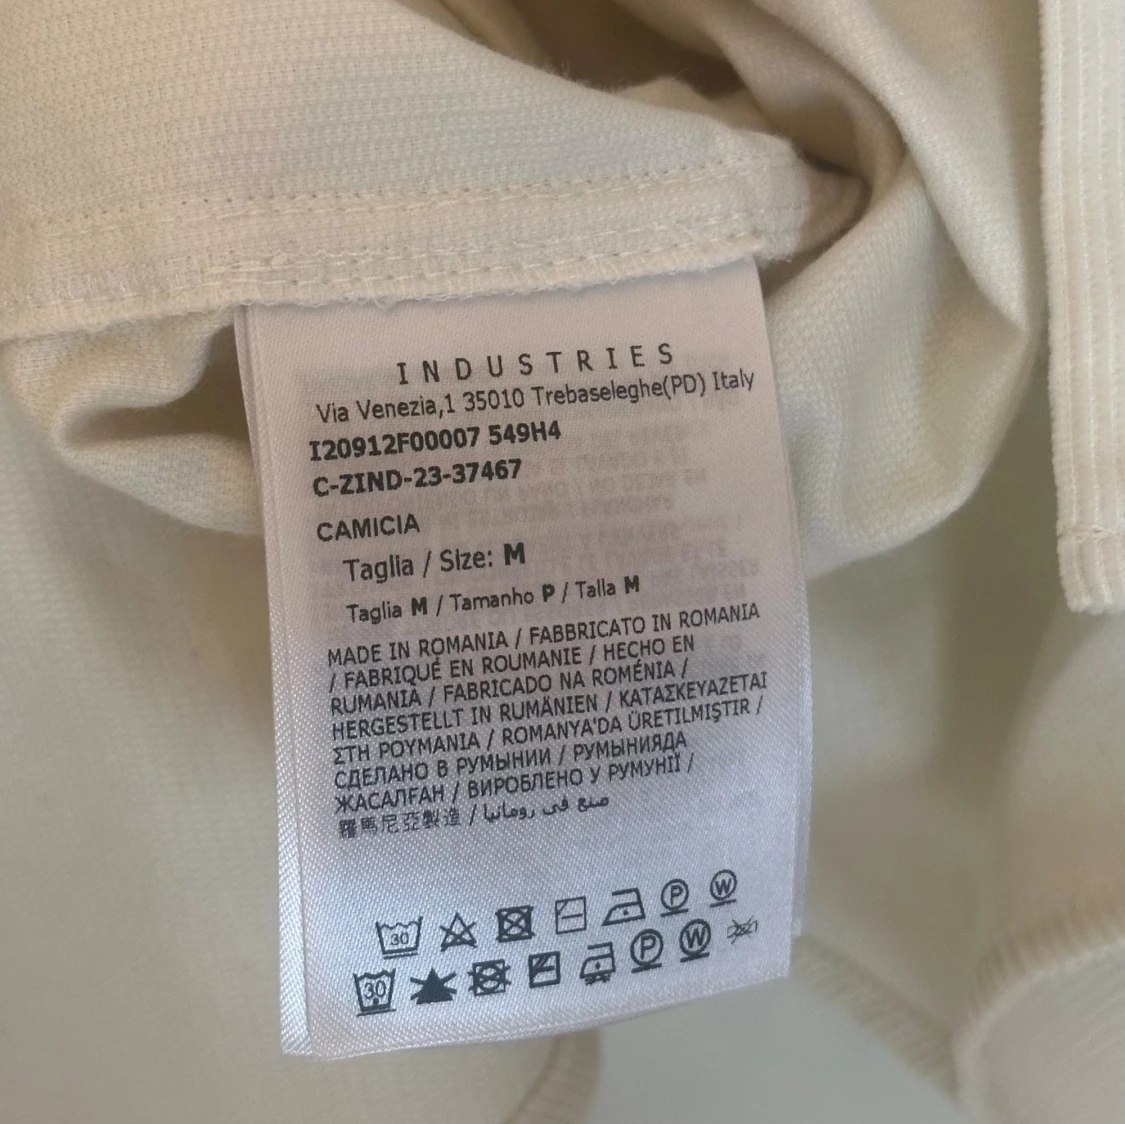 INDUSTRIES
Via Venezia,1 35010 Trebaseleghe(PD) Italy
I20912F00007 549H4
C-ZIND-23-37467
CAMICIA
Taglia / Size: M
Taglia M / Tamanho P / Talla M
MADE IN ROMANIA / FABBRICATO IN ROMANIA
/ FABRIQUÉ EN ROUMANIE / HECHO EN
RUMANIA / FABRICADO NA ROMÉNIA /
HERGESTELLT IN RUMÄNIEN / ΚΑΤΑΣΚΕΥΑΖΕΤΑΙ
ΣΤΗ ΡΟΥΜΑΝΙΑ / ROMANYA'DA ÜRETILMIŞTIR /
СДЕЛАНО В РУМЫНИИ / РУМЫНИЯДА
ЖАСАЛҒАН / ВИРОБЛЕНО У РУМУНІЇ /
羅馬尼亞製造 / صنع في رومانيا
30 P W
30 P W